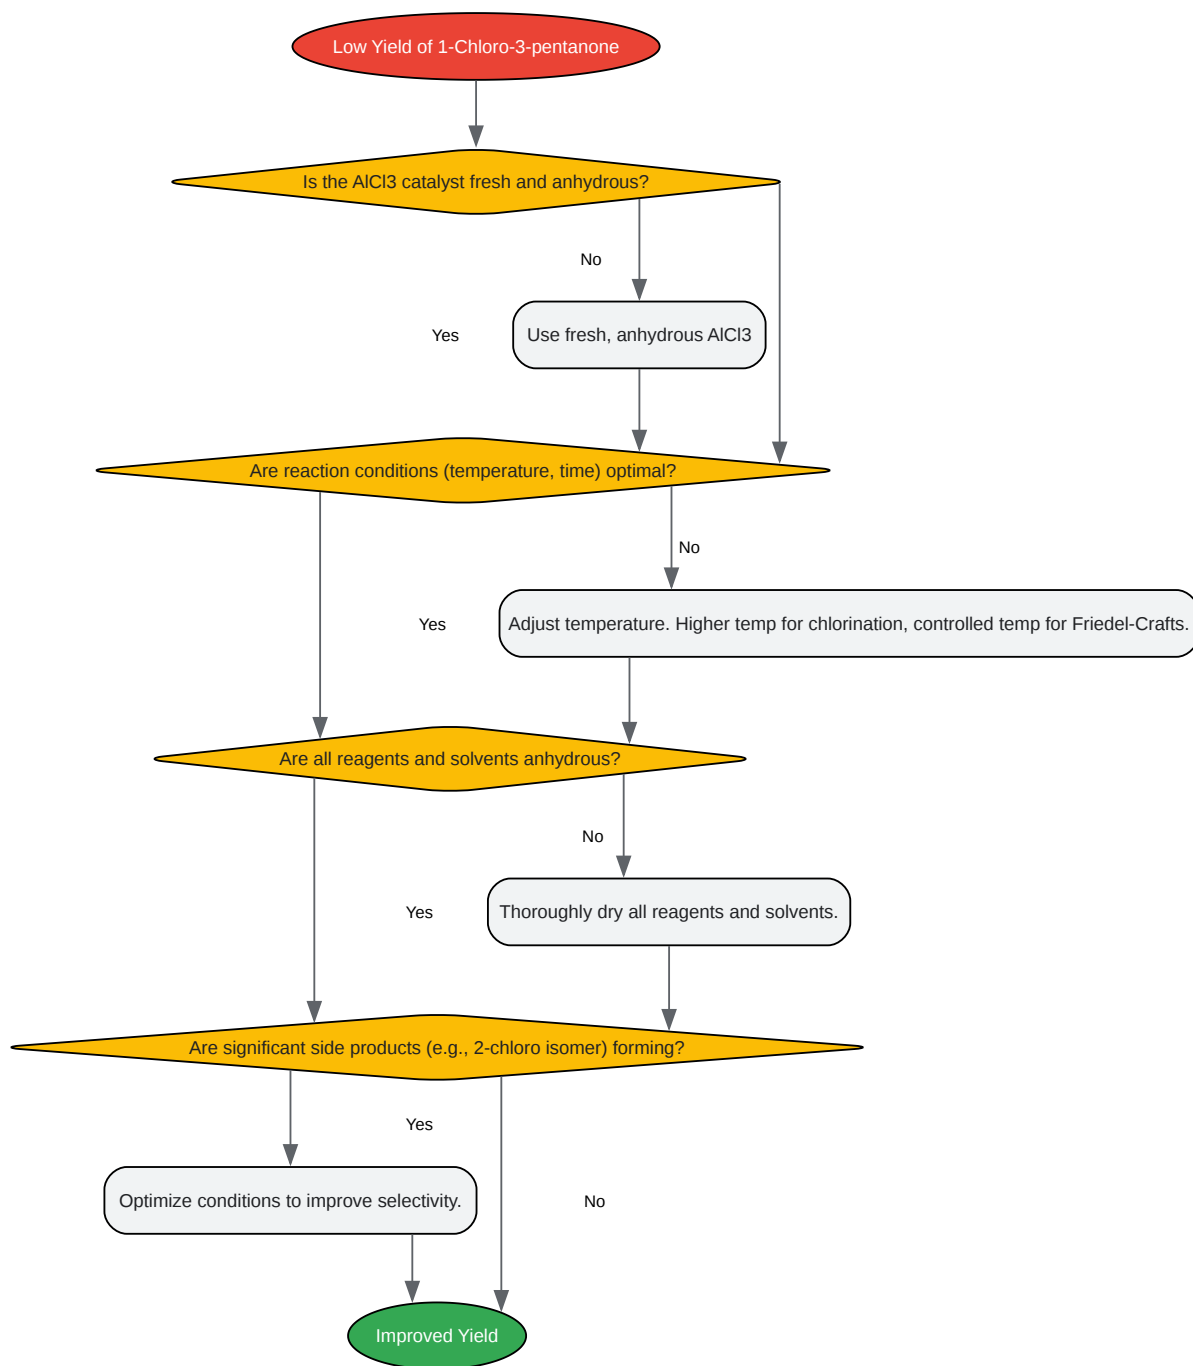 Low Yield of 1-Chloro-3-pentanone
Is the AlCl3 catalyst fresh and anhydrous?
No
Yes
Use fresh, anhydrous AlCl3
Are reaction conditions (temperature, time) optimal?
No
Yes
Adjust temperature. Higher temp for chlorination, controlled temp for Friedel-Crafts.
Are all reagents and solvents anhydrous?
No
Yes
Thoroughly dry all reagents and solvents.
Are significant side products (e.g., 2-chloro isomer) forming?
Yes
Optimize conditions to improve selectivity.
No
Improved Yield